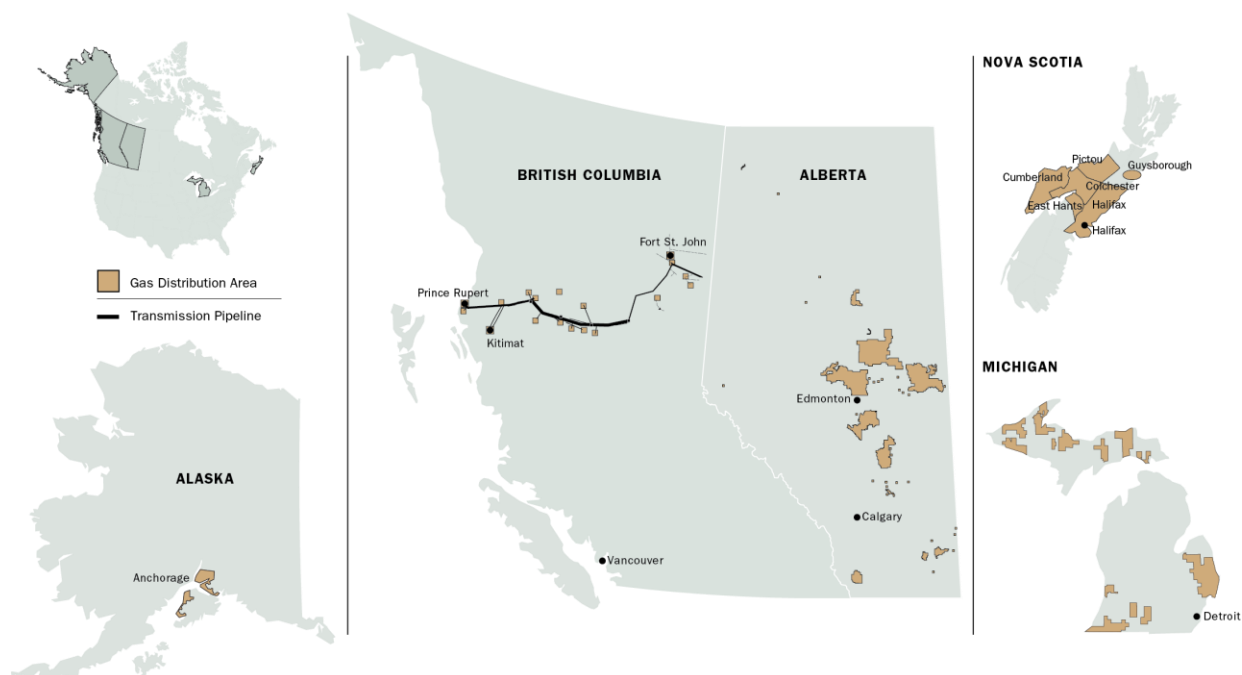 Gas Distribution Area
Transmission Pipeline
ALASKA
Anchorage
BRITISH COLUMBIA
ALBERTA
Fort St. John
Prince Rupert
Kitimat
Edmonton
Calgary
Vancouver
NOVA SCOTIA
Pictou
Guysborough
Cumberland
Colchester
East Hants
Halifax
Halifax
MICHIGAN
Detroit